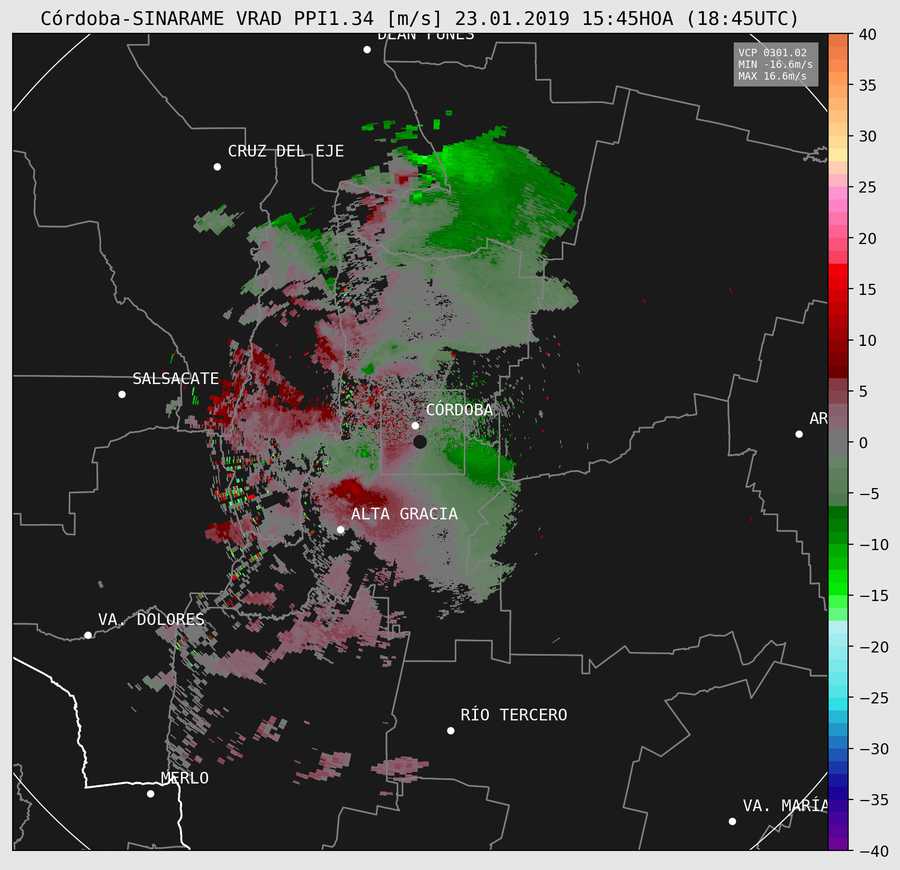 Córdoba-SINARAME VRAD PPI1.34 [m/s] 23.01.2019 15:45HOA (18:45UTC)
DEÁN FUNES
VCP 0301.02
MIN -16.6m/s
MAX 16.6m/s
CRUZ DEL EJE
SALSACATE
CÓRDOBA
AR
ALTA GRACIA
VA. DOLORES
RÍO TERCERO
MERLO
VA. MARÍA
40
35
30
25
20
15
10
5
0
−5
−10
−15
−20
−25
−30
−35
−40